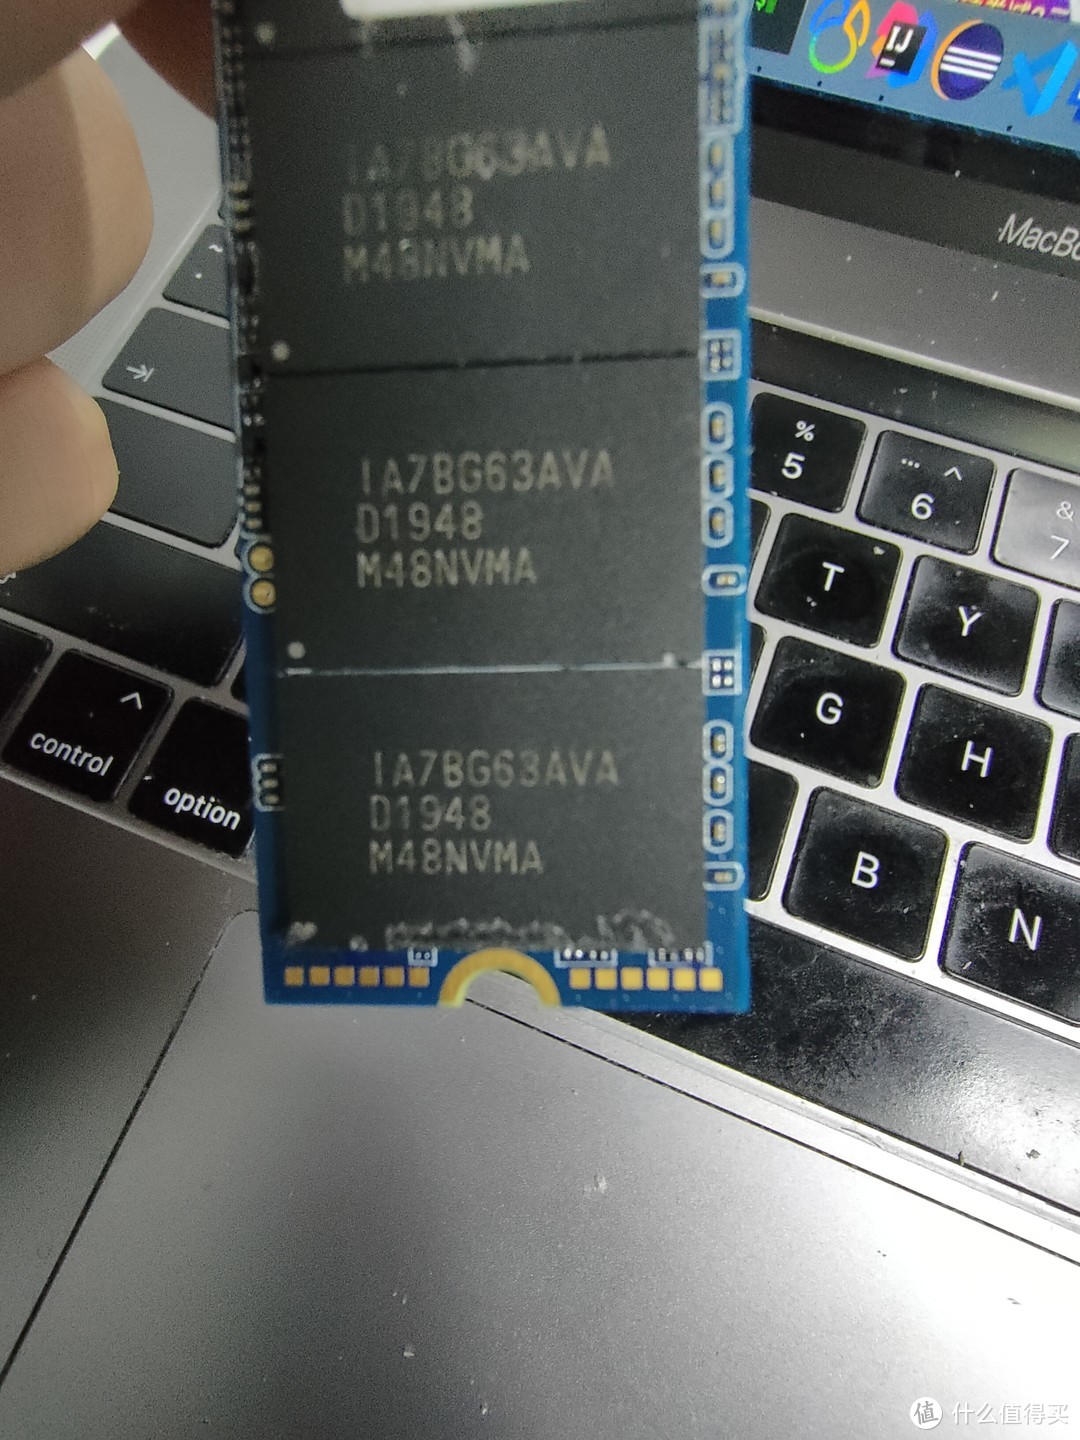 IJ
MacBo
IA7BG63AVA
D1948
M48NVMA
IA7BG63AVA
D1948
M48NVMA
IA7BG63AVA
D1948
M48NVMA
%
5
^
6
&
7
T
Y
G
H
B
N
control
option
值 什么值得买